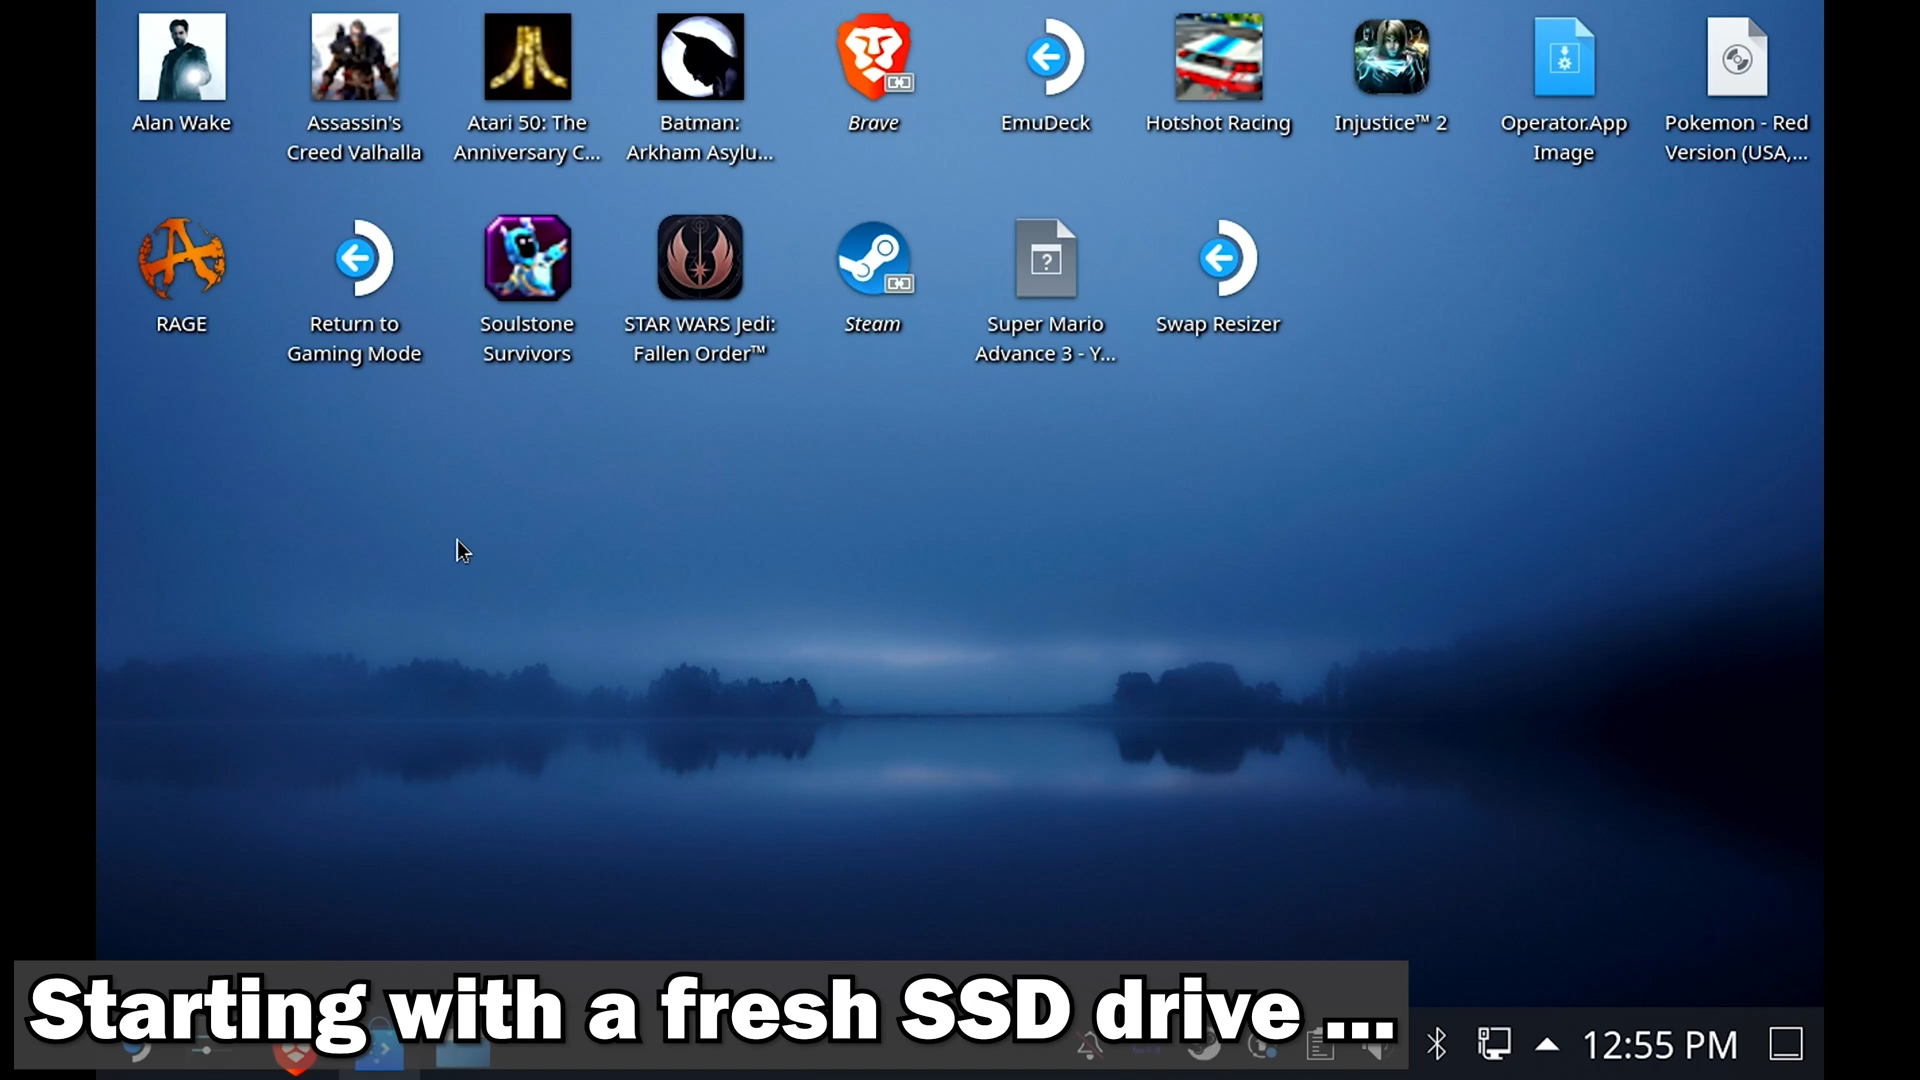 Alan Wake
Assassin's
Creed Valhalla
Atari 50: The
Anniversary C...
Batman:
Arkham Asylu...
Brave
EmuDeck
Hotshot Racing
Injustice™ 2
Operator.App
Image
Pokemon - Red
Version (USA,...
RAGE
Return to
Gaming Mode
Soulstone
Survivors
STAR WARS Jedi:
Fallen Order™
Steam
?
Super Mario
Advance 3 - Y...
Swap Resizer
Starting with a fresh SSD drive ...
12:55 PM